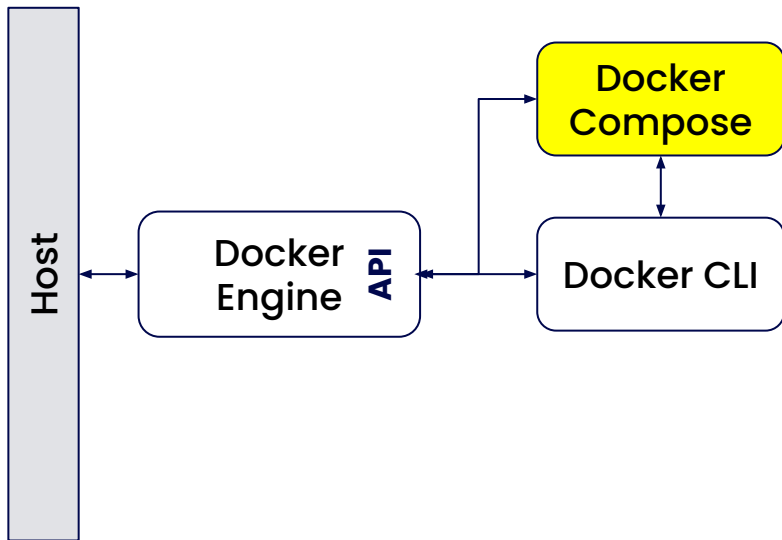 Host
Docker
Engine
API
Docker
Compose
Docker CLI